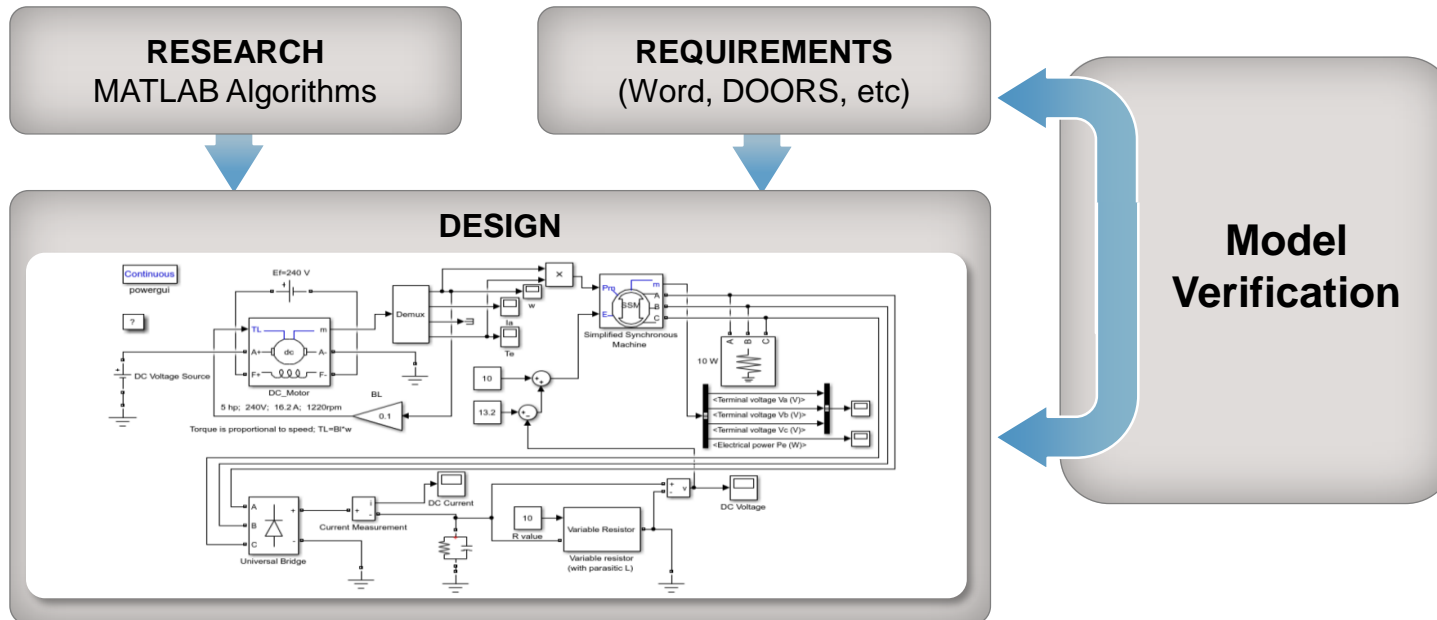 RESEARCH
MATLAB Algorithms
REQUIREMENTS
(Word, DOORS, etc)
Model
Verification
DESIGN
Continuous
powergui
?
Ef=240 V
TL
m
A+
dc
A-
F+
F-
DC_Motor
5 hp; 240V; 16.2 A; 1220rpm
Torque is proportional to speed; TL=Bl*w
DC Voltage Source
BL
0.1
Demux
w
Ia
Te
×
Pm
E
SSM
m
A
B
C
Simplified Synchronous
Machine
A B C
10 W
10
13.2
<Terminal voltage Va (V)>
<Terminal voltage Vb (V)>
<Terminal voltage Vc (V)>
<Electrical power Pe (W)>
A
B
C
+
-
Universal Bridge
+
i
-
Current Measurement
DC Current
10
R value
Variable Resistor
Variable resistor
(with parasitic L)
+
-
v
DC Voltage